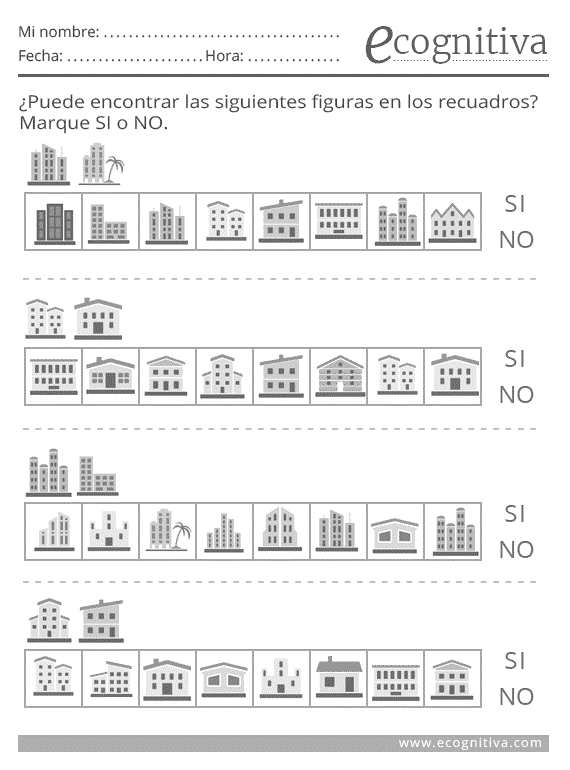 Mi nombre: ......................................
ecognitiva
Fecha: ......................Hora: ...............
¿Puede encontrar las siguientes figuras en los recuadros?
Marque SI o NO.
SI
NO
SI
NO
SI
NO
SI
NO
www.ecognitiva.com